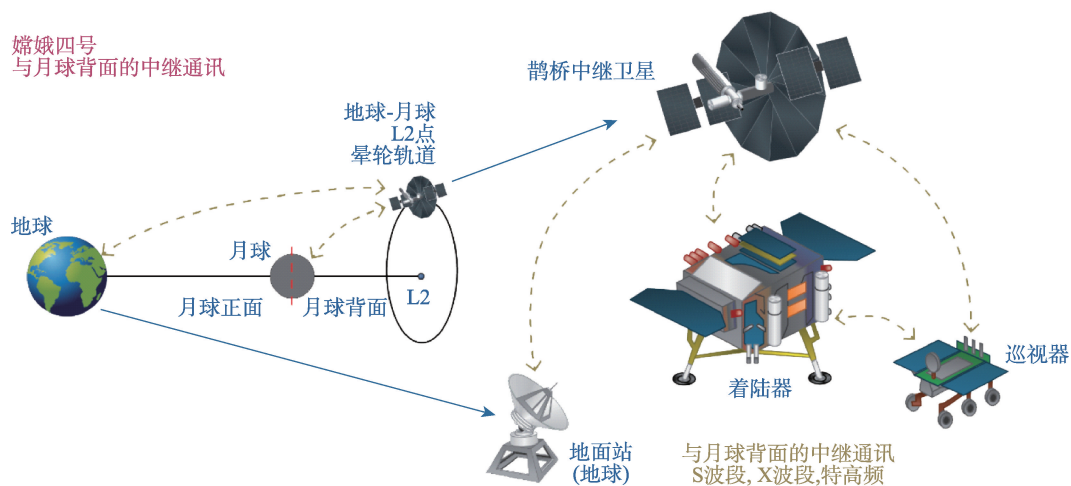 嫦娥四号
与月球背面的中继通讯
鹊桥中继卫星
地球-月球
L2点
晕轮轨道
地球
月球
月球正面
月球背面
L2
着陆器
巡视器
地面站
(地球)
与月球背面的中继通讯
S波段, X波段,特高频